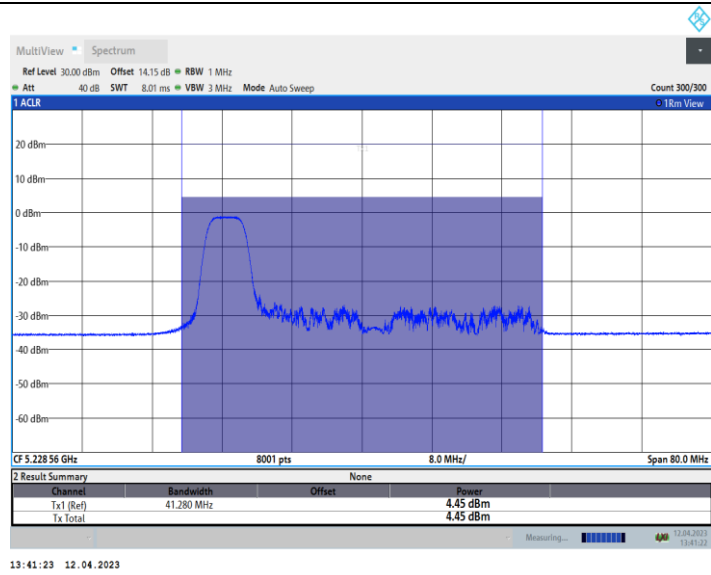 MultiView Spectrum
Ref Level 30.00 dBm Offset 14.15 dB RBW 1 MHz
Att 40 dB SWT 8.01 ms VBW 3 MHz Mode Auto Sweep Count 300/300
1 ACLR 1Rm View
20 dBm
10 dBm
0 dBm
-10 dBm
-20 dBm
-30 dBm
-40 dBm
-50 dBm
-60 dBm
CF 5.228 56 GHz 8001 pts 8.0 MHz/ Span 80.0 MHz
2 Result Summary None
Channel Bandwidth Offset Power
Tx1 (Ref) 41.280 MHz 4.45 dBm
Tx Total 4.45 dBm
Measuring... 12.04.2023
13:41:22
13:41:23 12.04.2023